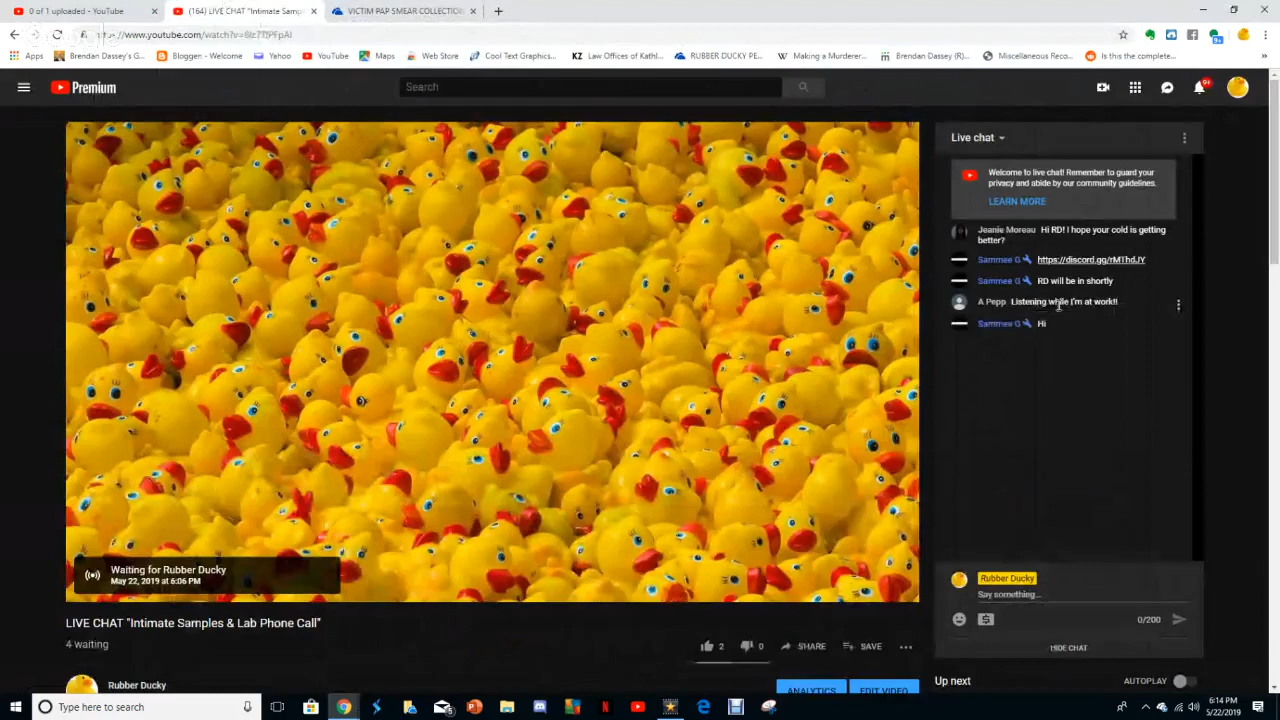 0 of 1 uploaded - YouTube
(164) LIVE CHAT "Intimate Samp
VICTIM PAP SMEAR COLLECTION
Apps
Brendan Dassey's G...
Bloggen - Welcome
Yahoo
YouTube
Maps
Web Store
Cool Text Graphics...
KZ Law Offices of Kathl...
RUBBER DUCKY PE...
W Making a Murderer...
Brendan Dassey (R)...
Miscellaneous Reco...
Is this the complete...
Premium
Search
9+
Live chat
Welcome to live chat! Remember to guard your
privacy and abide by our community guidelines.
LEARN MORE
Jeanie Moreau Hi RD! I hope your cold is getting
better?
Sammee G https://discord.gg/rMThdJY
Sammee G RD will be in shortly
A Pepp Listening while I'm at work!!
Sammee G Hi
Waiting for Rubber Ducky
May 22, 2019 at 6:06 PM
Rubber Ducky
Say something...
0/200
HIDE CHAT
LIVE CHAT "Intimate Samples & Lab Phone Call"
4 waiting
2
0
SHARE
SAVE
Rubber Ducky
ANALYTICS
EDIT VIDEO
Up next
AUTOPLAY
Type here to search
6:14 PM
5/22/2019